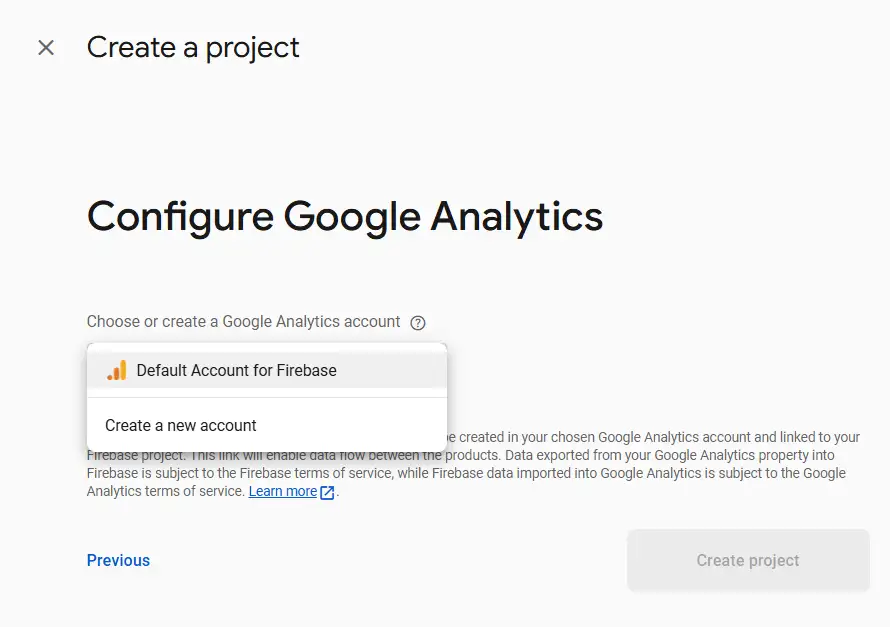 Create a project
Configure Google Analytics
Choose or create a Google Analytics account
Default Account for Firebase
Create a new account
be created in your chosen Google Analytics account and linked to your
Firebase project. This link will enable data flow between the products. Data exported from your Google Analytics property into
Firebase is subject to the Firebase terms of service, while Firebase data imported into Google Analytics is subject to the Google
Analytics terms of service. Learn more.
Previous
Create project